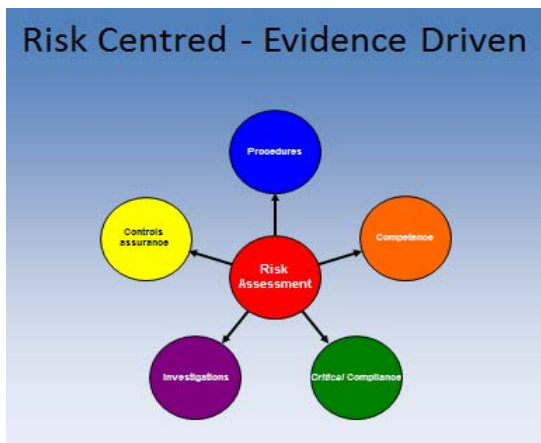 Risk Centred - Evidence Driven
Procedures
Controls
assurance
Competence
Risk
Assessment
Investigations
Critical Compliance